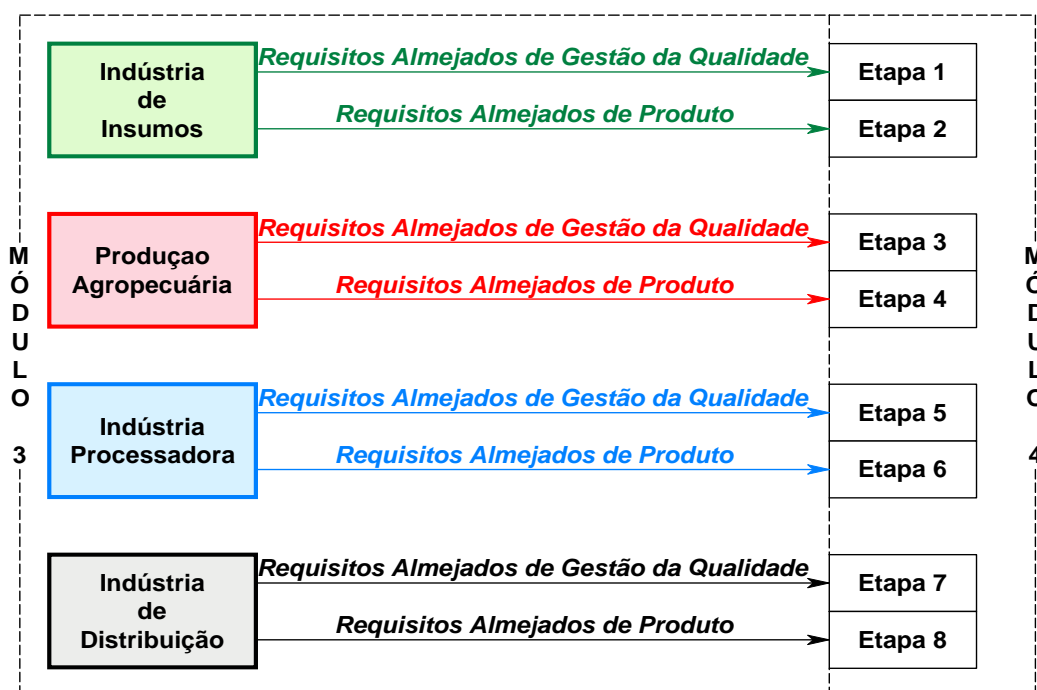 Indústria
de
Insumos
Requisitos Almejados de Gestão da Qualidade
Etapa 1
Requisitos Almejados de Produto
Etapa 2
Produçao
Agropecuária
Requisitos Almejados de Gestão da Qualidade
Etapa 3
Requisitos Almejados de Produto
Etapa 4
Indústria
Processadora
Requisitos Almejados de Gestão da Qualidade
Etapa 5
Requisitos Almejados de Produto
Etapa 6
Indústria
de
Distribuição
Requisitos Almejados de Gestão da Qualidade
Etapa 7
Requisitos Almejados de Produto
Etapa 8
MÓDULO 3
MÓDULO 4